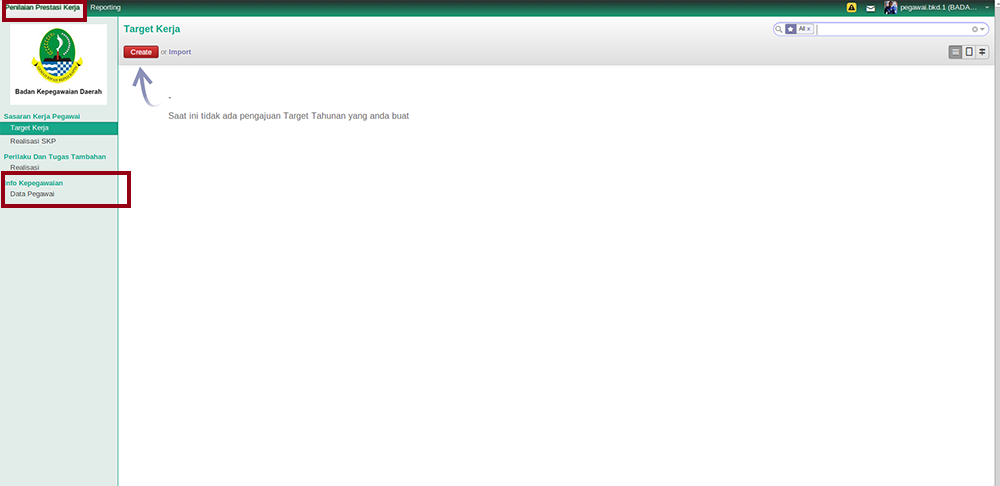 Penilaian Prestasi Kerja Reporting
pegawai.bkd.1 (BADA...
Badan Kepegawaian Daerah
Sasaran Kerja Pegawai
Target Kerja
Realisasi SKP
Perilaku Dan Tugas Tambahan
Realisasi
Info Kepegawaian
Data Pegawai
Target Kerja
All x
Create or Import
-
Saat ini tidak ada pengajuan Target Tahunan yang anda buat